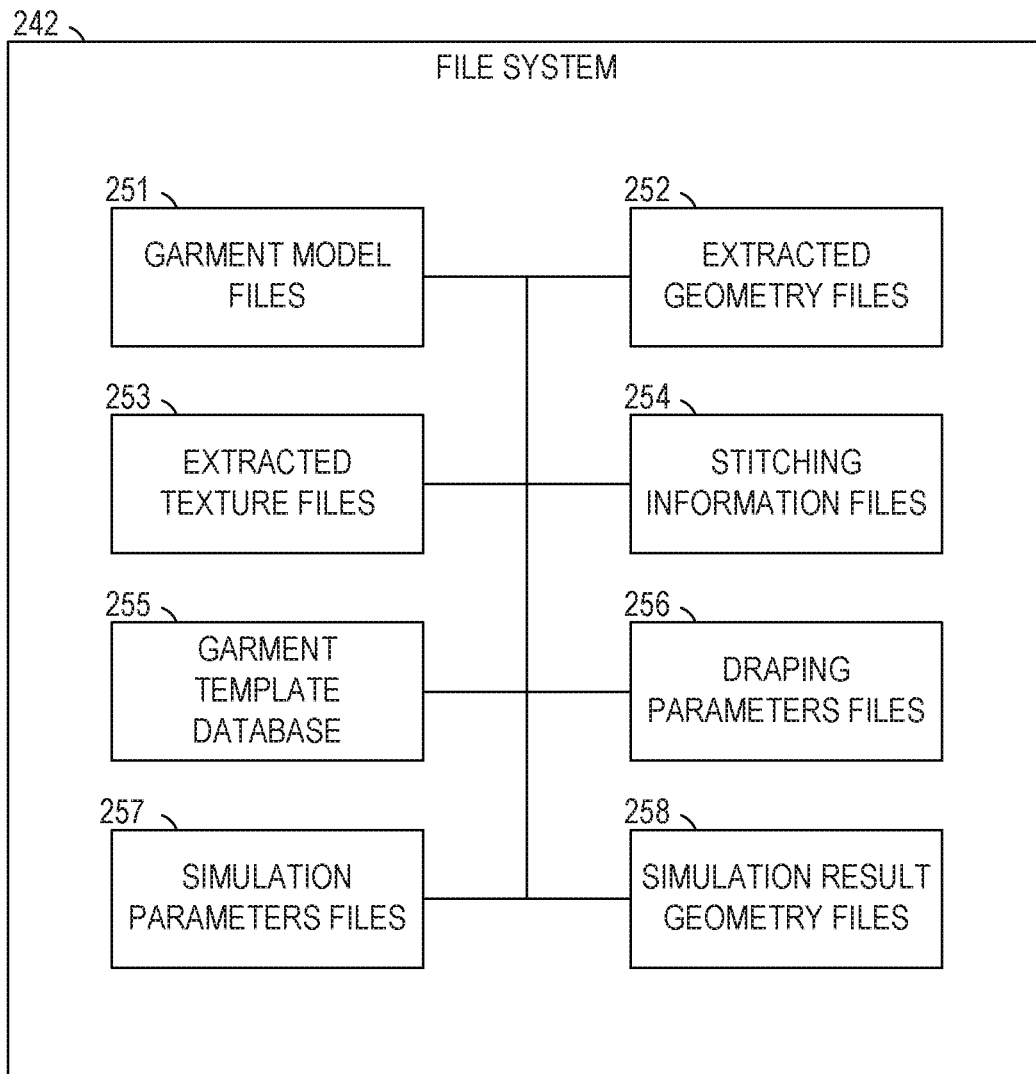 242
FILE SYSTEM
251
GARMENT MODEL
FILES
252
EXTRACTED
GEOMETRY FILES
253
EXTRACTED
TEXTURE FILES
254
STITCHING
INFORMATION FILES
255
GARMENT
TEMPLATE
DATABASE
256
DRAPING
PARAMETERS FILES
257
SIMULATION
PARAMETERS FILES
258
SIMULATION RESULT
GEOMETRY FILES